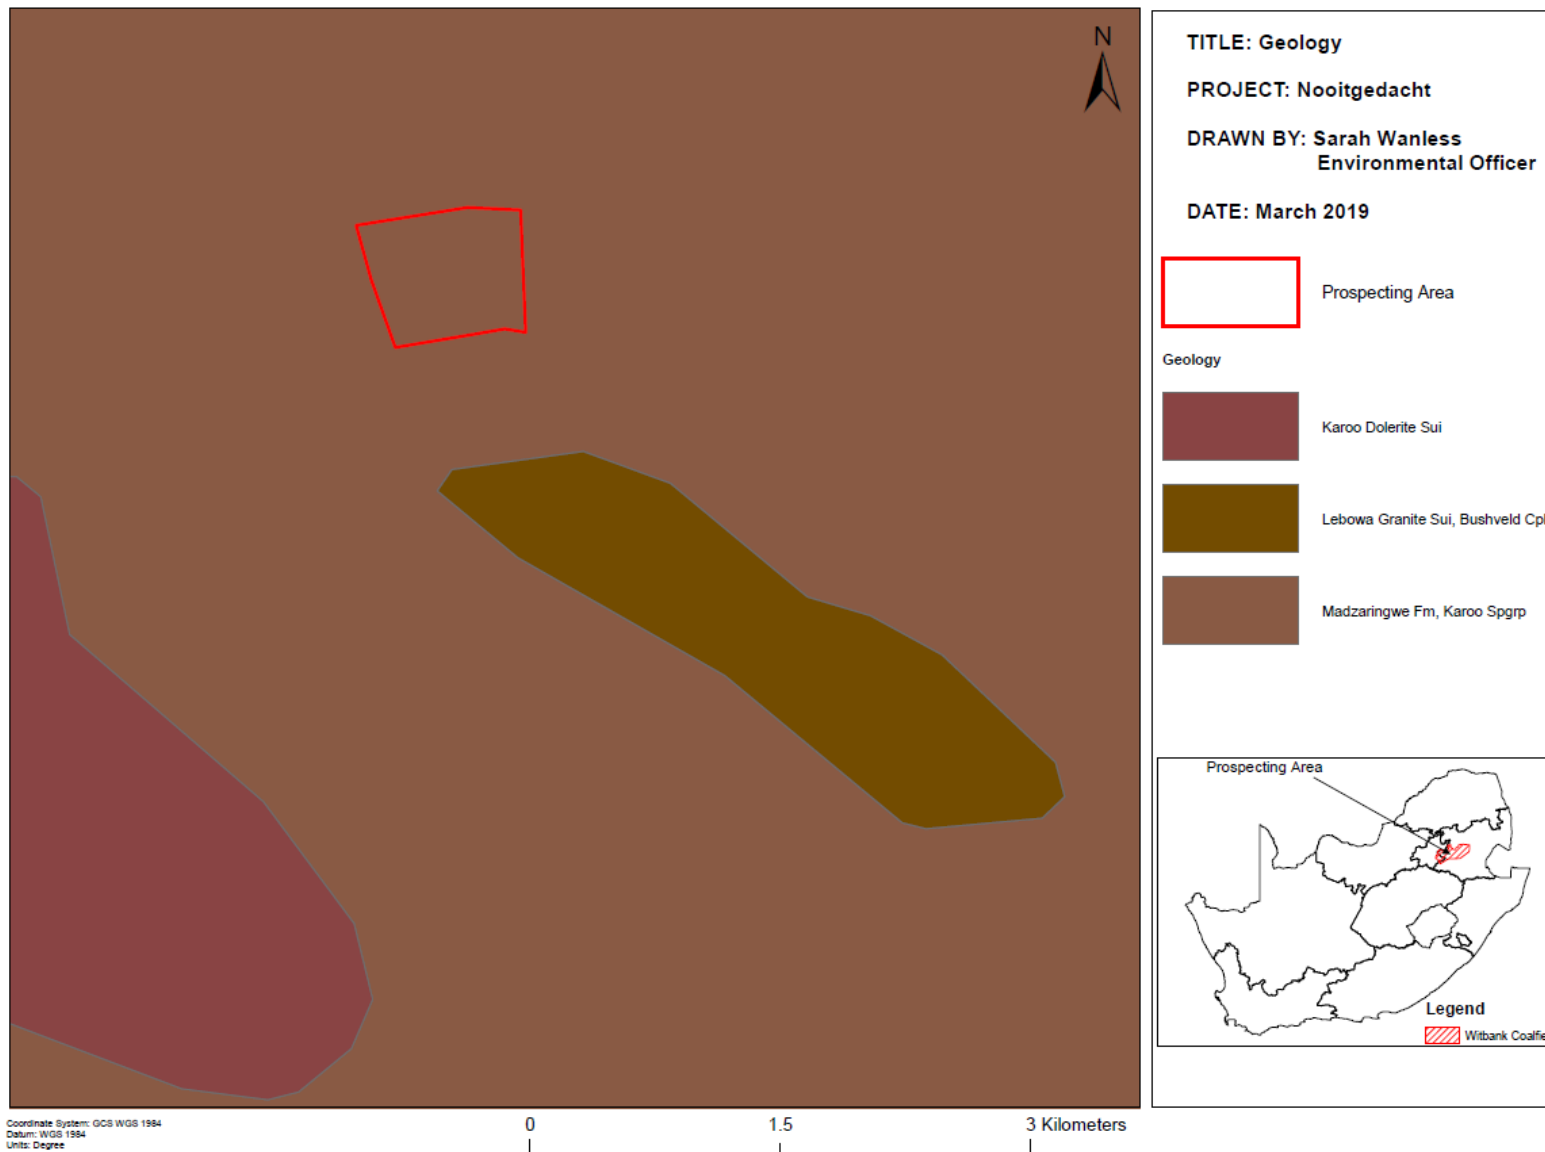 N
TITLE: Geology
PROJECT: Nooitgedacht
DRAWN BY: Sarah Wanless
Environmental Officer
DATE: March 2019
Prospecting Area
Geology
Karoo Dolerite Sui
Lebowa Granite Sui, Bushveld Cpl
Madzaringwe Fm, Karoo Spgrp
Prospecting Area
Legend
Witbank Coalfie
Coordinate System: GCS WGS 1984
Datum: WGS 1984
Units: Degree
0 1.5 3 Kilometers